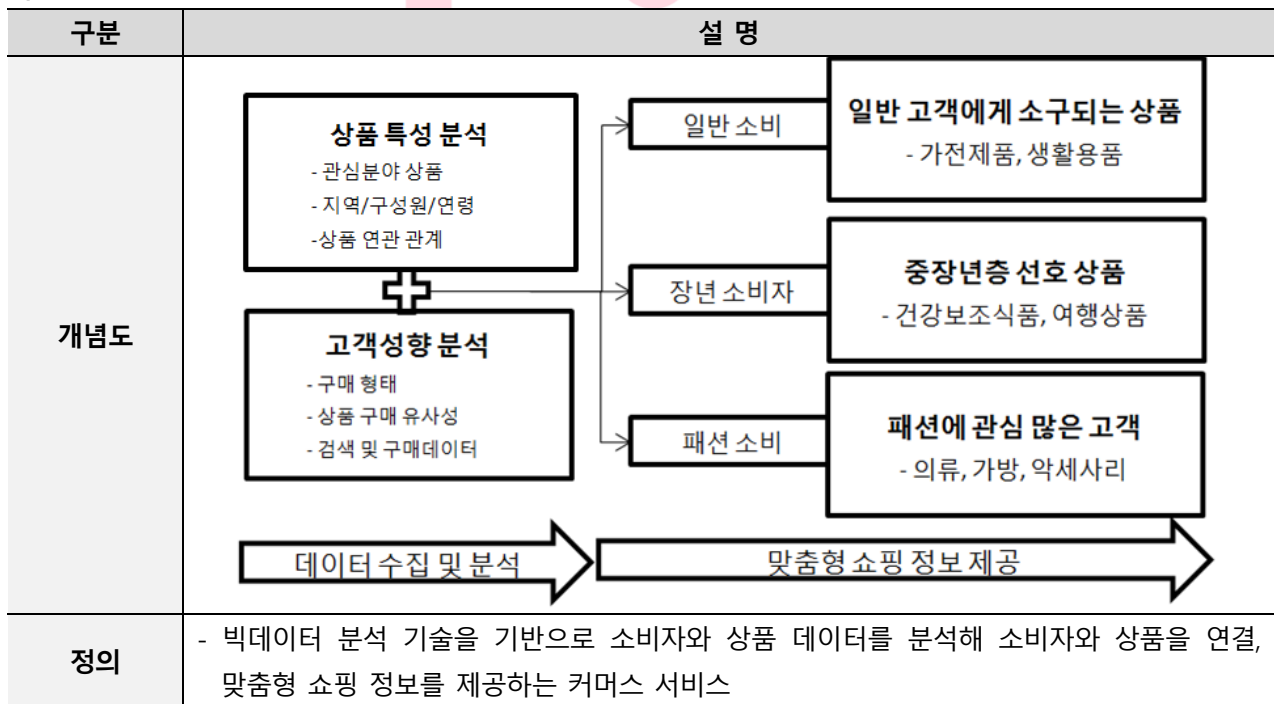 구분
설 명
개념도
상품 특성 분석
- 관심분야 상품
- 지역/구성원/연령
-상품 연관 관계
고객성향 분석
- 구매 형태
- 상품 구매 유사성
- 검색 및 구매데이터
일반 소비
일반 고객에게 소구되는 상품
- 가전제품, 생활용품
장년 소비자
중장년층 선호 상품
- 건강보조식품, 여행상품
패션 소비
패션에 관심 많은 고객
- 의류, 가방, 악세사리
데이터 수집 및 분석
맞춤형 쇼핑 정보 제공
정의
- 빅데이터 분석 기술을 기반으로 소비자와 상품 데이터를 분석해 소비자와 상품을 연결,
맞춤형 쇼핑 정보를 제공하는 커머스 서비스